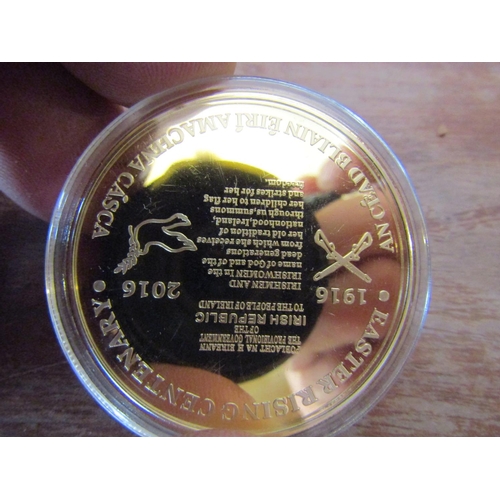 AN CHÉAD BLIAIN ÉIRÍ AMACH NA CÁSCA
EASTER RISING CENTENARY
1916
2016
POBLACHT NA H EIREANN
THE PROVISIONAL GOVERNMENT
OF THE
IRISH REPUBLIC
TO THE PEOPLE OF IRELAND
IRISHMEN AND
IRISHWOMEN: In the
name of God and of the
dead generations
from which she receives
her old tradition of
nationhood, Ireland,
through us, summons
her children to her flag
and strikes for her
freedom.